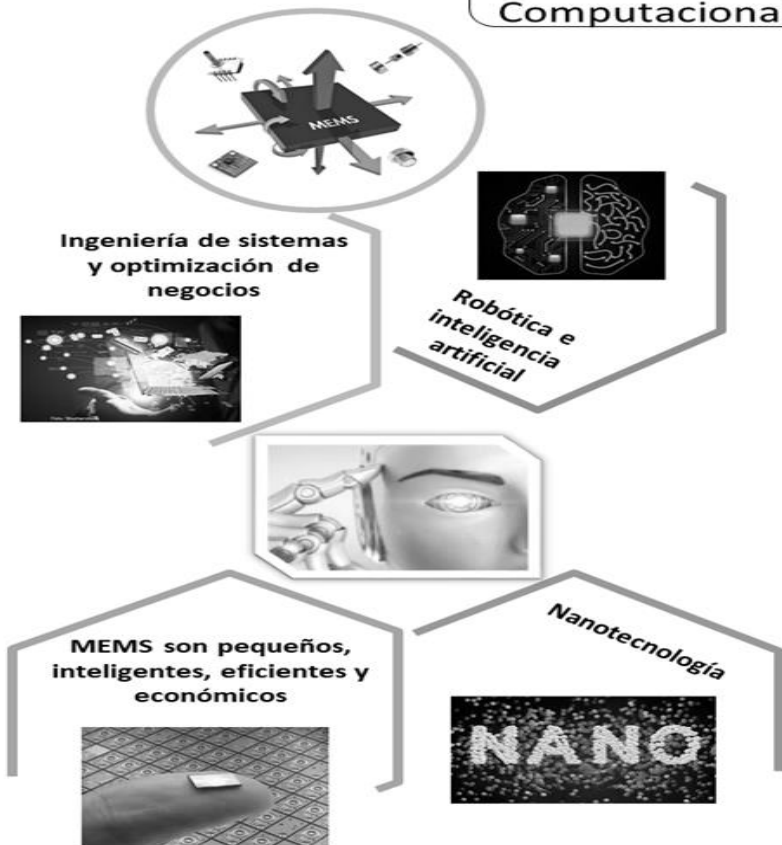 Computaciona
MEMS
Ingeniería de sistemas
y optimización de
negocios
Robótica e
inteligencia
artificial
MEMS son pequeños,
inteligentes, eficientes y
económicos
Nanotecnología
NANO